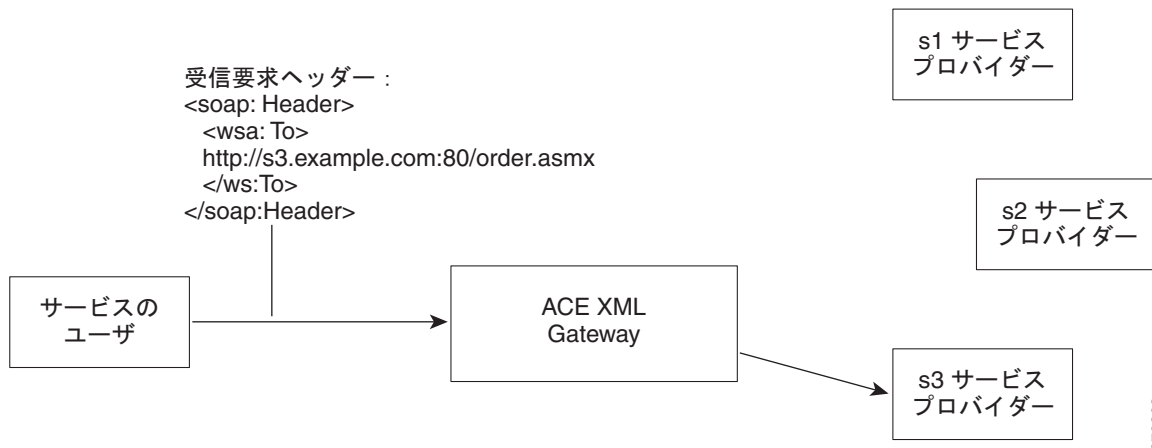 s1 サービス
プロバイダー
受信要求ヘッダー：
<soap: Header>
<wsa: To>
http://s3.example.com:80/order.asmx
</ws:To>
</soap:Header>
s2 サービス
プロバイダー
サービスの
ユーザ
ACE XML
Gateway
s3 サービス
プロバイダー